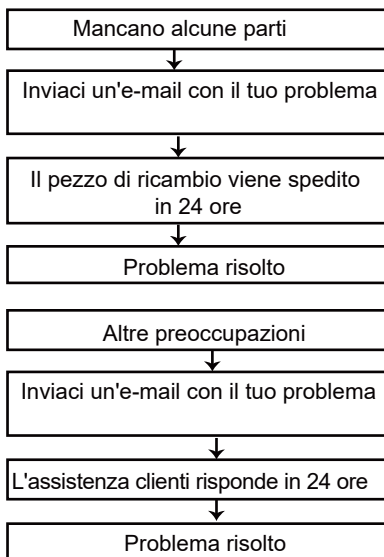 Mancano alcune parti
Inviaci un'e-mail con il tuo problema
Il pezzo di ricambio viene spedito
in 24 ore
Problema risolto
Altre preoccupazioni
Inviaci un'e-mail con il tuo problema
L'assistenza clienti risponde in 24 ore
Problema risolto